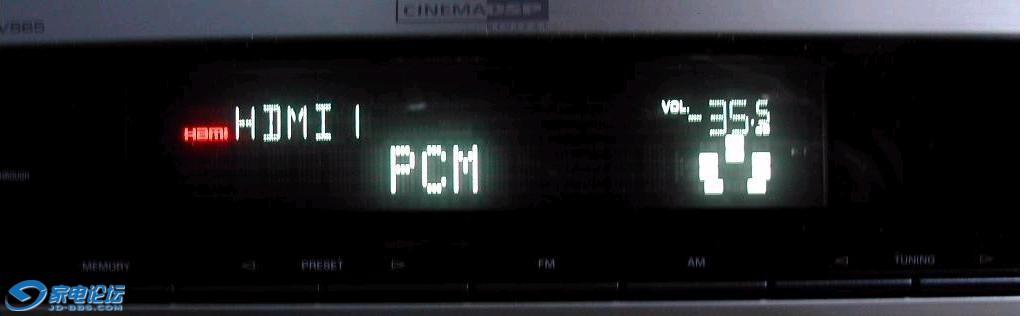 CINEMA DSP
HDMI HDMI 1
VOL. -35.5 dB
PCM
MEMORY ◁ PRESET ▷ FM AM ◁ TUNING ▷
家电论坛
JD-BBS.COM